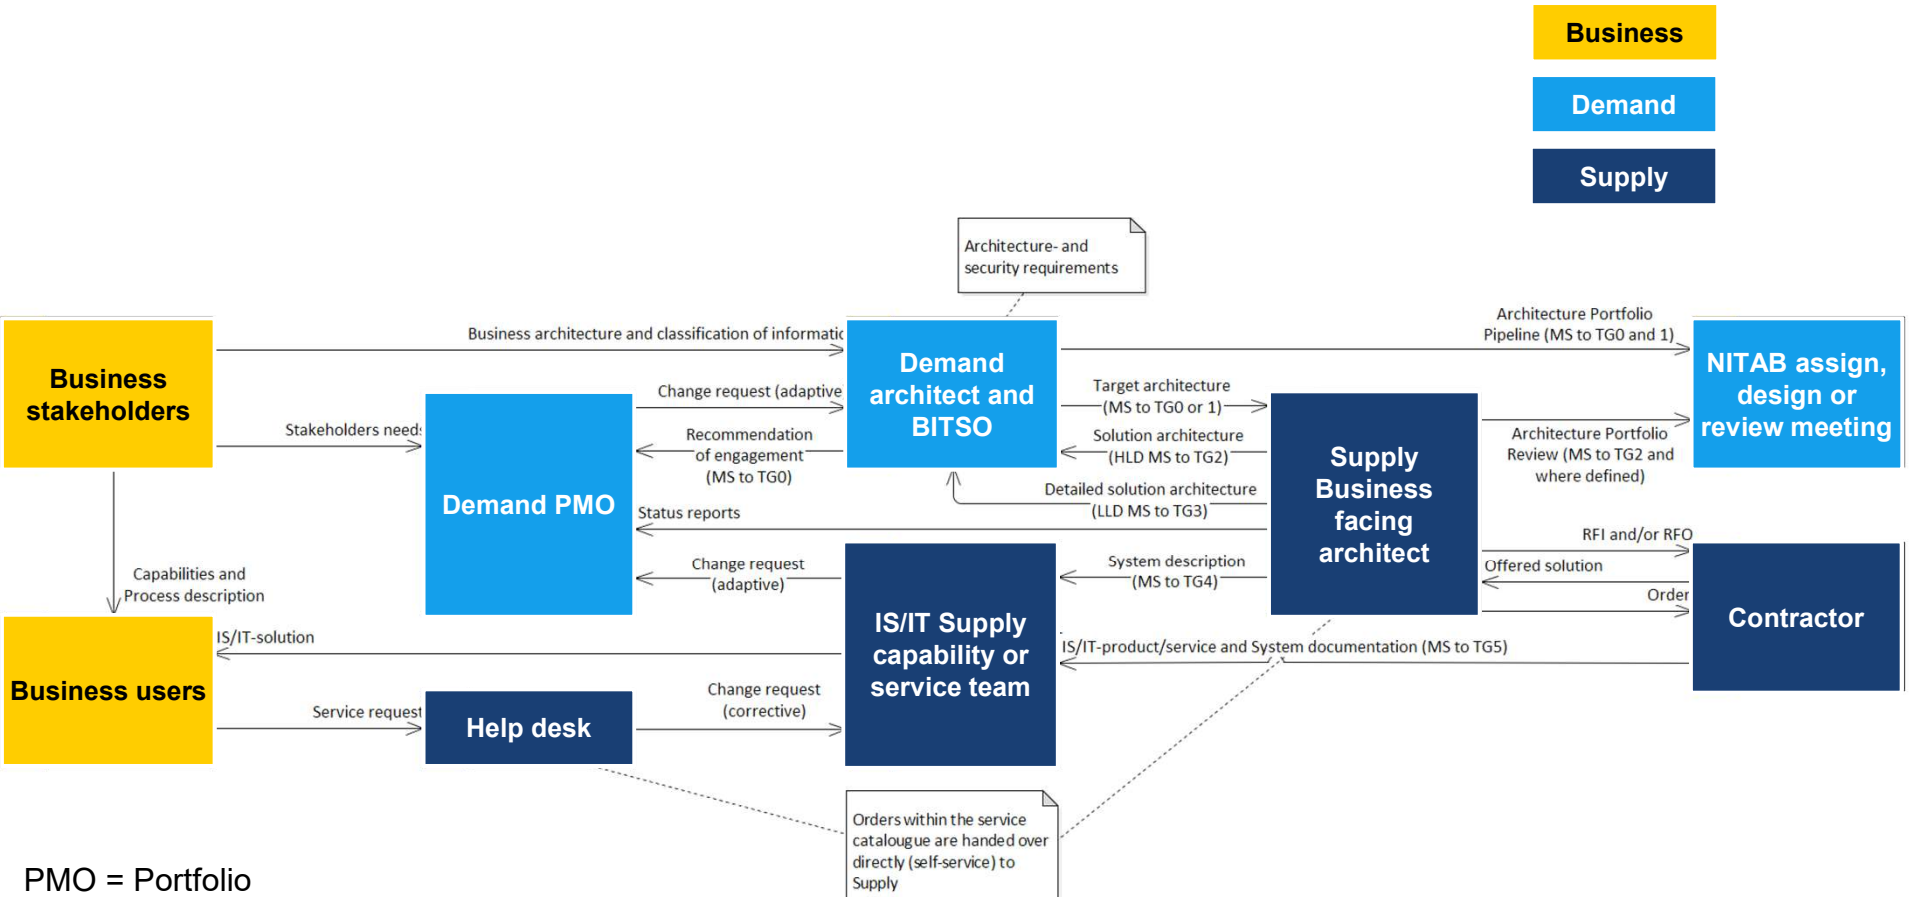 Business
Demand
Supply
Architecture- and
security requirements
Business architecture and classification of informatic
Architecture Portfolio
Pipeline (MS to TG0 and 1)
Business
stakeholders
Demand
architect and
BITSO
NITAB assign,
design or
review meeting
Change request (adaptive
Target architecture
(MS to TG0 or 1)
Stakeholders needs
Recommendation
of engagement
(MS to TG0)
Solution architecture
(HLD MS to TG2)
Architecture Portfolio
Review (MS to TG2 and
where defined)
Demand PMO
Supply
Business
facing
architect
Detailed solution architecture
(LLD MS to TG3)
Status reports
RFI and/or RFO
Change request
(adaptive)
System description
(MS to TG4)
Offered solution
Order
Capabilities and
Process description
Contractor
IS/IT Supply
capability or
service team
IS/IT-solution
IS/IT-product/service and System documentation (MS to TG5)
Business users
Change request
(corrective)
Service request
Help desk
Orders within the service
catalougue are handed over
directly (self-service) to
Supply
PMO = Portfolio